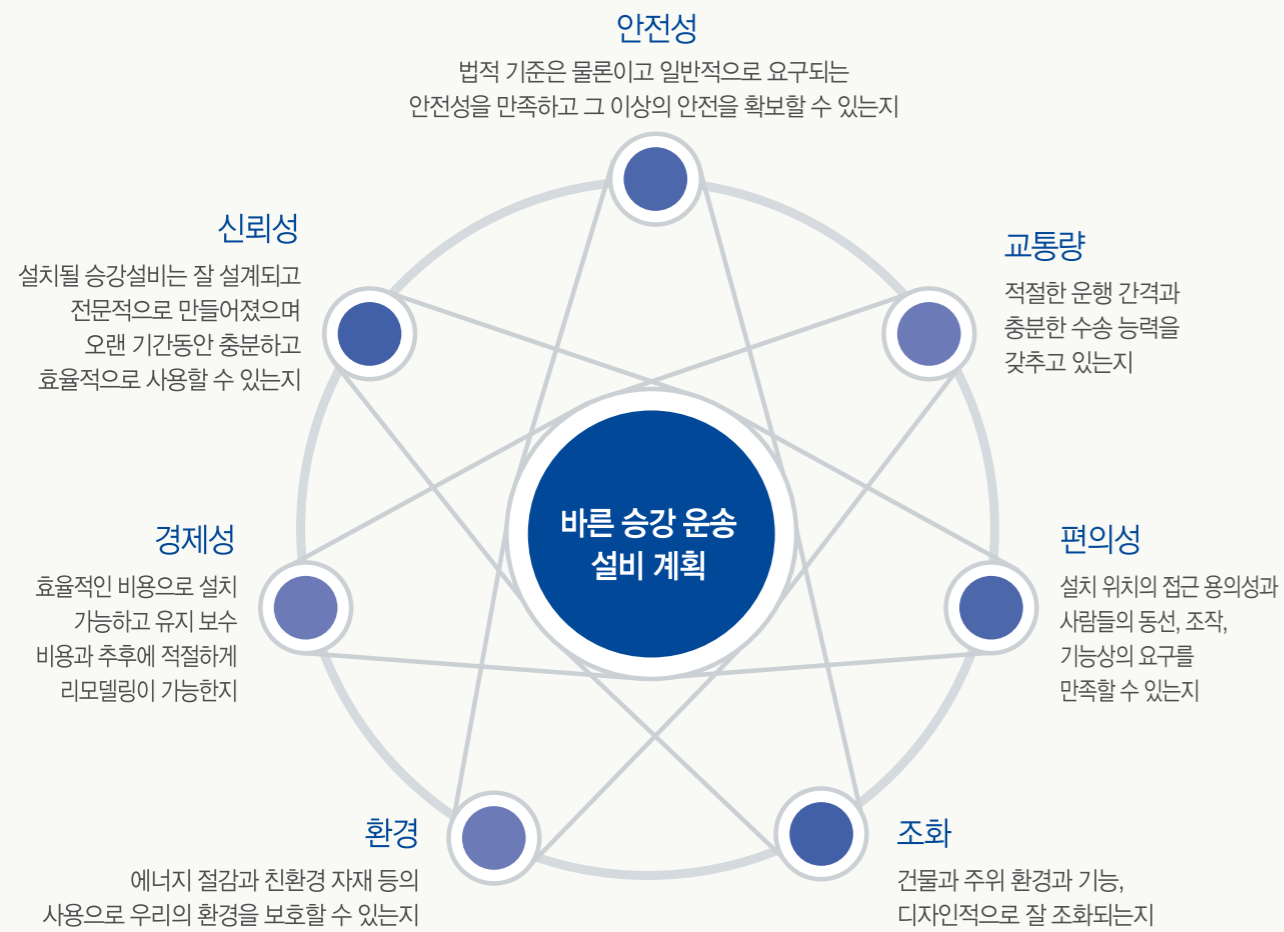 안전성
법적 기준은 물론이고 일반적으로 요구되는
안전성을 만족하고 그 이상의 안전을 확보할 수 있는지
신뢰성
설치될 승강설비는 잘 설계되고
전문적으로 만들어졌으며
오랜 기간동안 충분하고
효율적으로 사용할 수 있는지
교통량
적절한 운행 간격과
충분한 수송 능력을
갖추고 있는지
바른 승강 운송
설비 계획
경제성
효율적인 비용으로 설치
가능하고 유지 보수
비용과 추후에 적절하게
리모델링이 가능한지
편의성
설치 위치의 접근 용의성과
사람들의 동선, 조작,
기능상의 요구를
만족할 수 있는지
환경
에너지 절감과 친환경 자재 등의
사용으로 우리의 환경을 보호할 수 있는지
조화
건물과 주위 환경과 기능,
디자인적으로 잘 조화되는지